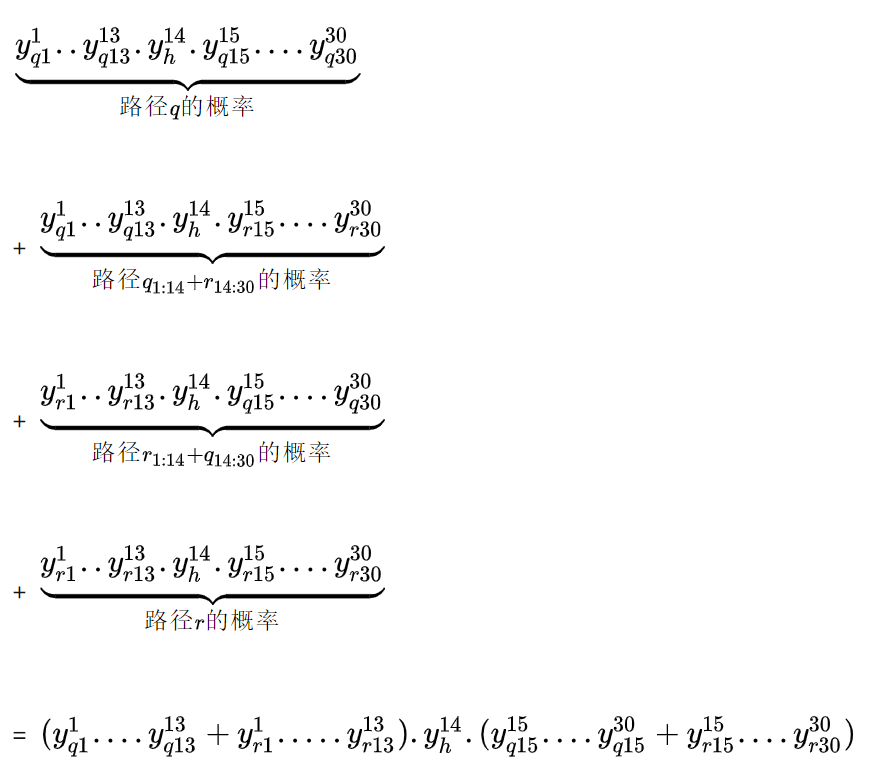 y_{q1}^{1}..y_{q13}^{13}.y_{h}^{14}.y_{q15}^{15}....y_{q30}^{30}
路径q的概率
+ y_{q1}^{1}..y_{q13}^{13}.y_{h}^{14}.y_{r15}^{15}....y_{r30}^{30}
路径q_{1:14}+r_{14:30}的概率
+ y_{r1}^{1}..y_{r13}^{13}.y_{h}^{14}.y_{q15}^{15}....y_{q30}^{30}
路径r_{1:14}+q_{14:30}的概率
+ y_{r1}^{1}..y_{r13}^{13}.y_{h}^{14}.y_{r15}^{15}....y_{r30}^{30}
路径r的概率
= (y_{q1}^{1}....y_{q13}^{13}+y_{r1}^{1}.....y_{r13}^{13}).y_{h}^{14}.(y_{q15}^{15}....y_{q15}^{30}+y_{r15}^{15}....y_{r30}^{30})